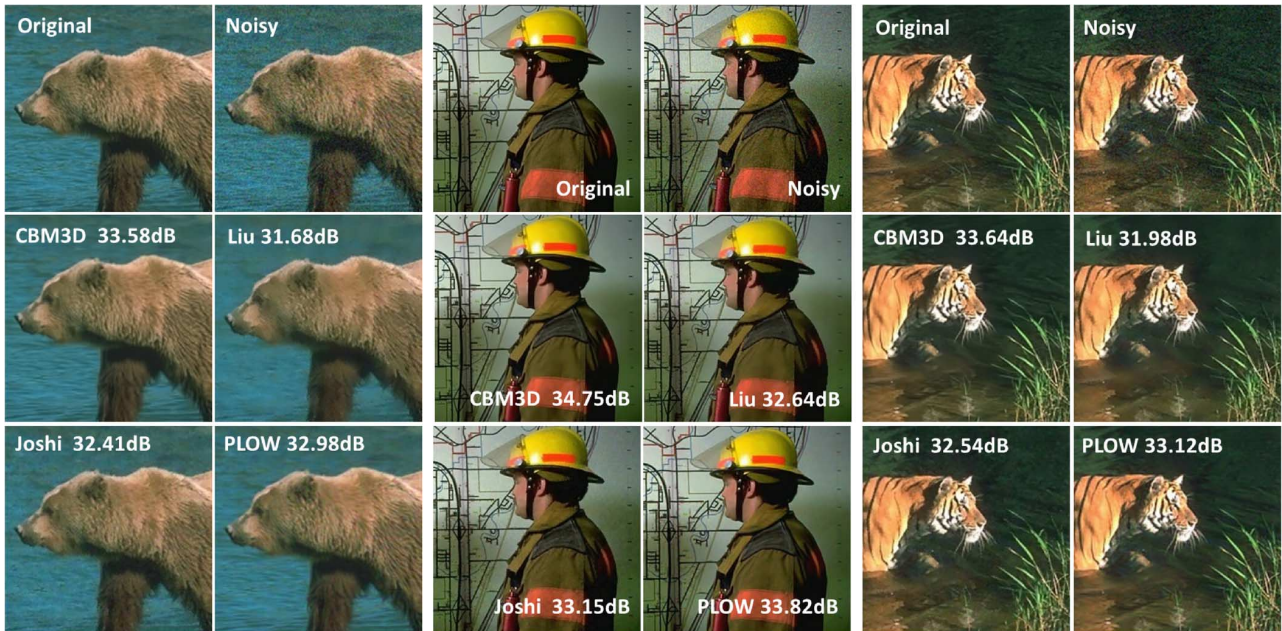 Original
Noisy
CBM3D 33.58dB
Liu 31.68dB
Joshi 32.41dB
PLOW 32.98dB
Original
Noisy
CBM3D 34.75dB
Liu 32.64dB
Joshi 33.15dB
PLOW 33.82dB
Original
Noisy
CBM3D 33.64dB
Liu 31.98dB
Joshi 32.54dB
PLOW 33.12dB